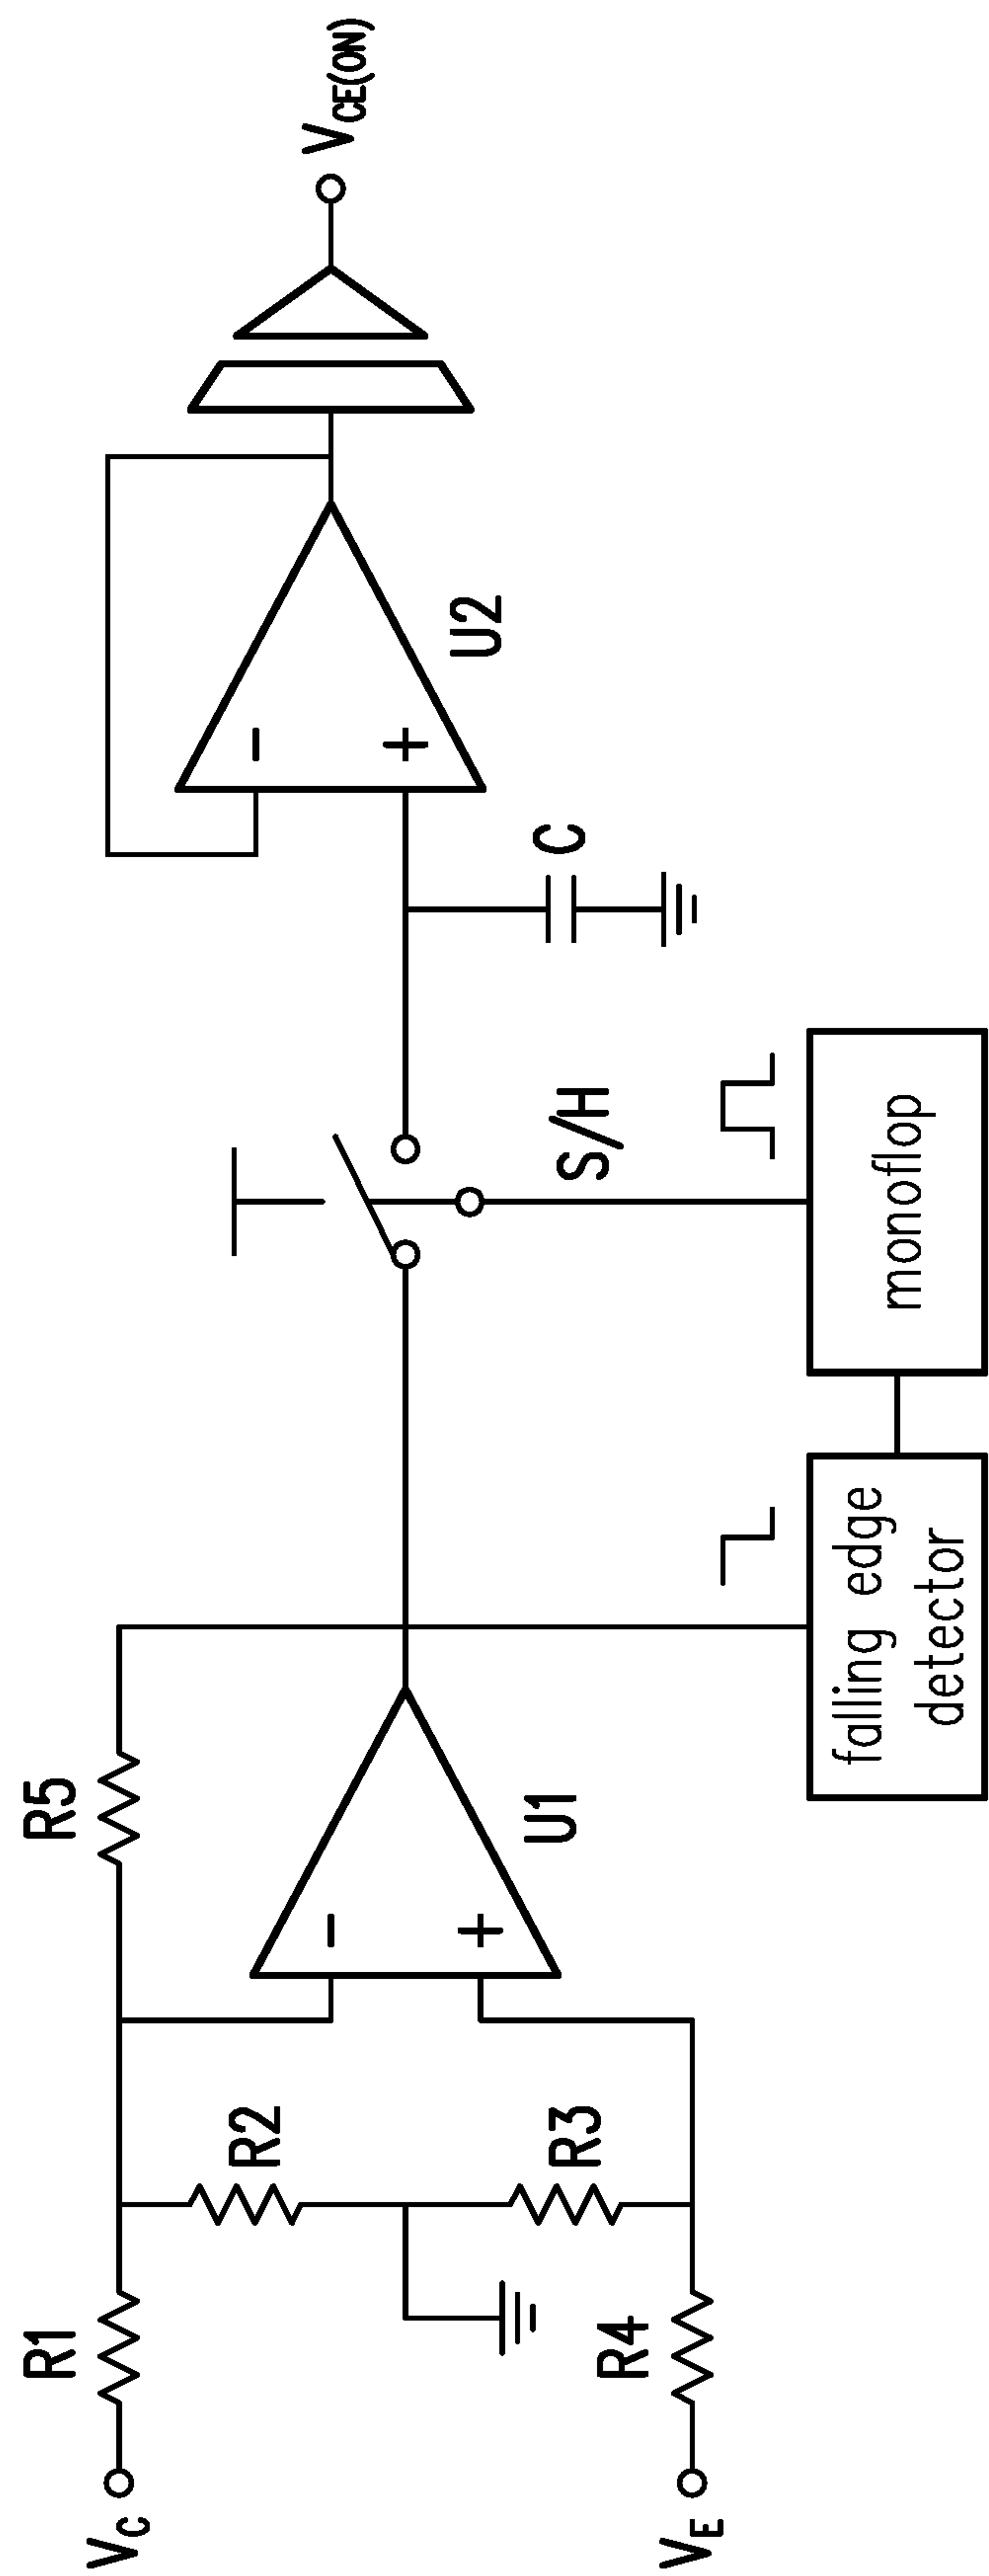 V_C
R1
R2
R3
R4
V_E
R5
-
+
U1
falling edge
detector
monoflop
S/H
C
-
+
U2
V_CE(ON)